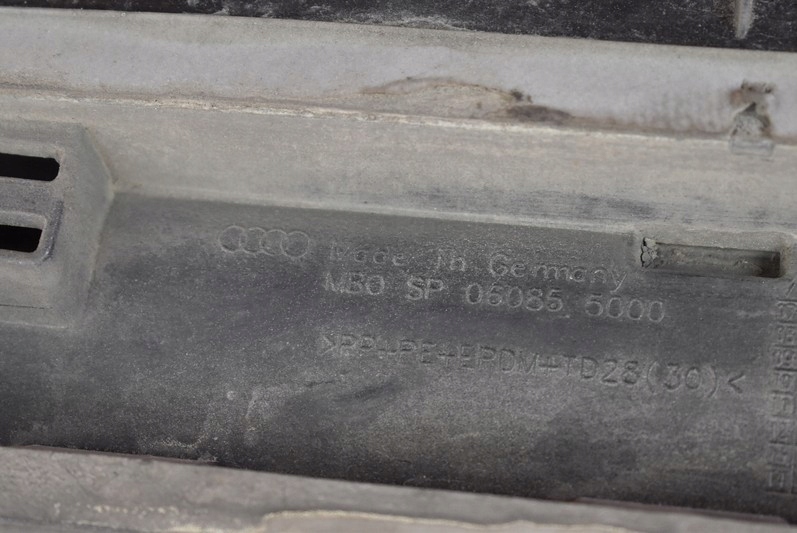 Made in Germany
MBO SP 06085 5000
>PP+PE+EPDM+TD28(30)<